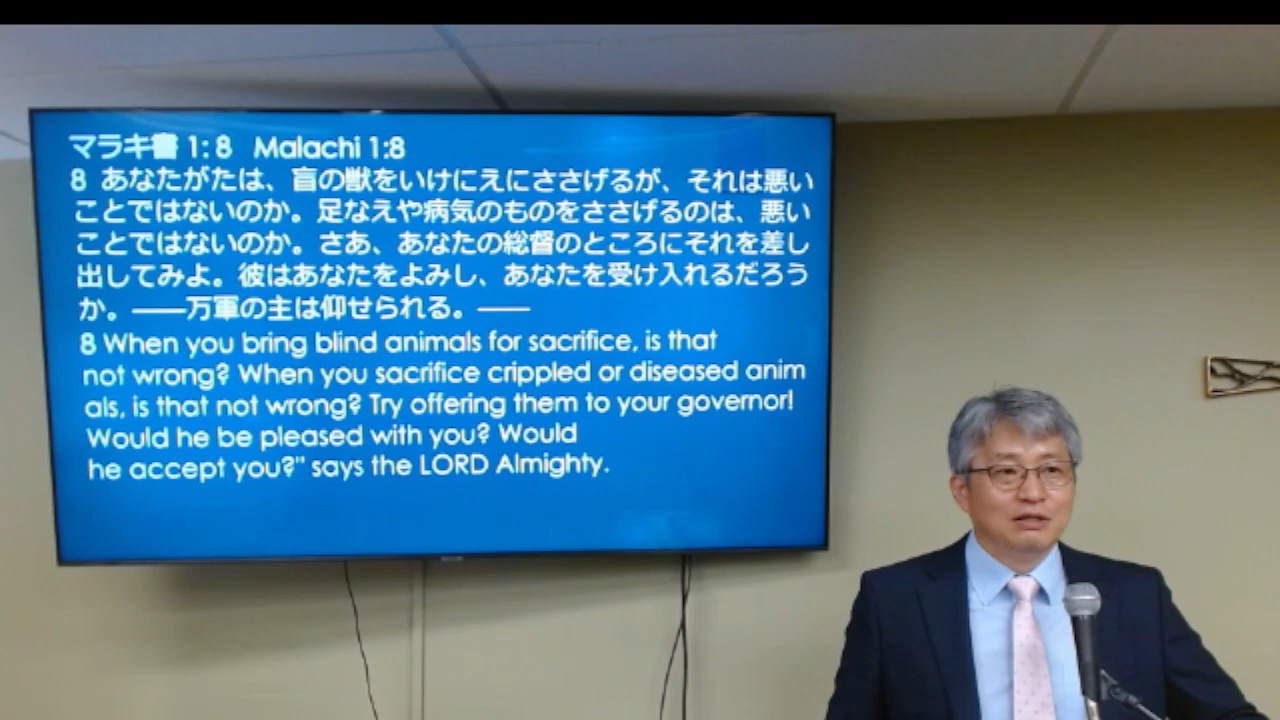 マラキ書 1:8 Malachi 1:8
8 あなたがたは、盲の獣をいけにえにささげるが、それは悪い
ことではないのか。足なえや病気のものをささげるのは、悪い
ことではないのか。さあ、あなたの総督のところにそれを差し
出してみよ。彼はあなたをよみし、あなたを受け入れるだろう
か。――万軍の主は仰せられる。――
8 When you bring blind animals for sacrifice, is that
not wrong? When you sacrifice crippled or diseased anim
als, is that not wrong? Try offering them to your governor!
Would he be pleased with you? Would
he accept you?" says the LORD Almighty.